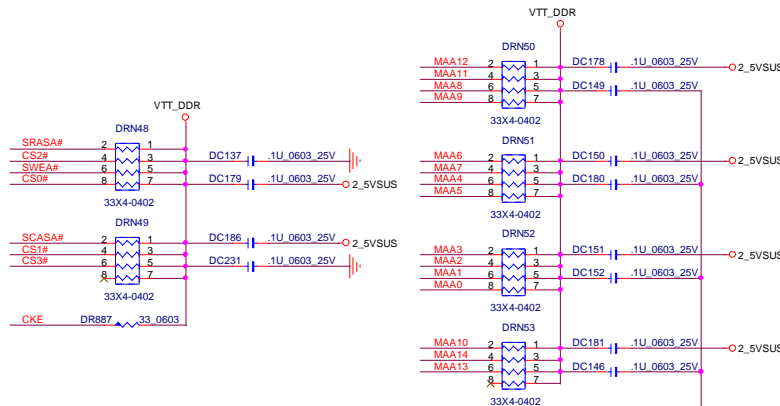 VTT_DDR
DRN48
SRASA# 2 1
CS2# 4 3 DC137 .1U_0603_25V
SWEA# 6 5
CS0# 8 7 DC179 .1U_0603_25V 2_5VSUS
33X4-0402
DRN49
SCASA# 2 1 DC186 .1U_0603_25V 2_5VSUS
CS1# 4 3
CS3# 6 5 DC231 .1U_0603_25V
8 7
33X4-0402
CKE DR887 33_0603
VTT_DDR
DRN50
MAA12 2 1 DC178 .1U_0603_25V 2_5VSUS
MAA11 4 3
MAA8 6 5 DC149 .1U_0603_25V
MAA9 8 7
33X4-0402
DRN51
MAA6 2 1 DC150 .1U_0603_25V 2_5VSUS
MAA7 4 3
MAA4 6 5 DC180 .1U_0603_25V
MAA5 8 7
33X4-0402
DRN52
MAA3 2 1 DC151 .1U_0603_25V 2_5VSUS
MAA2 4 3
MAA1 6 5 DC152 .1U_0603_25V
MAA0 8 7
33X4-0402
DRN53
MAA10 2 1 DC181 .1U_0603_25V 2_5VSUS
MAA14 4 3
MAA13 6 5 DC146 .1U_0603_25V
8 7
33X4-0402